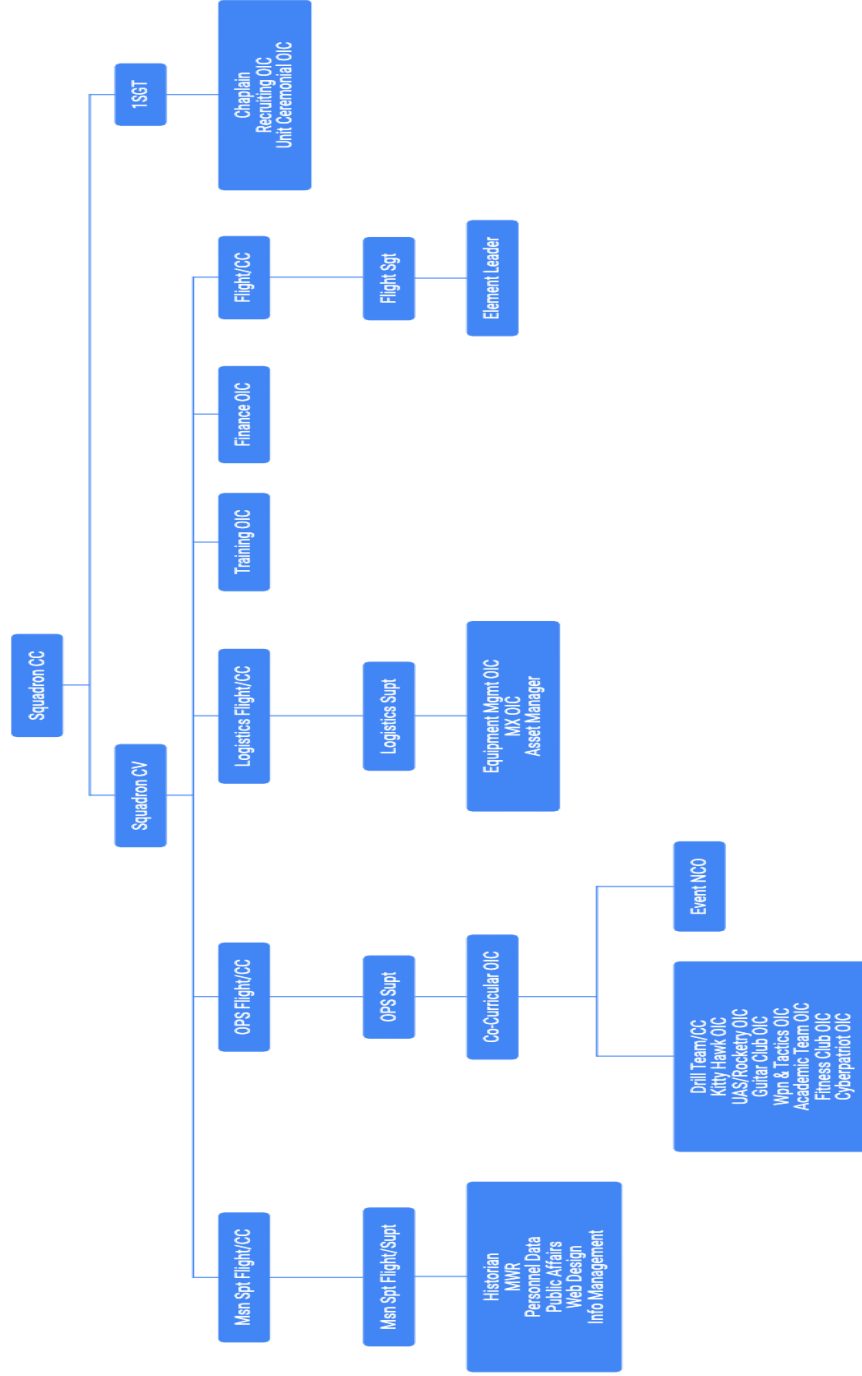 Squadron CC
Squadron CV
1SGT
Msn Spt Flight/CC
OPS Flight/CC
Logistics Flight/CC
Training OIC
Finance OIC
Flight/CC
Chaplain
Recruiting OIC
Unit Ceremonial OIC
Msn Spt Flight/Supt
OPS Supt
Logistics Supt
Flight Sgt
Historian
MWR
Personnel Data
Public Affairs
Web Design
Info Management
Co-Curricular OIC
Equipment Mgmt OIC
MX OIC
Asset Manager
Element Leader
Drill Team/CC
Kitty Hawk OIC
UAS/Rocketry OIC
Guitar Club OIC
Wpn & Tactics OIC
Academic Team OIC
Fitness Club OIC
Cyberpatriot OIC
Event NCO